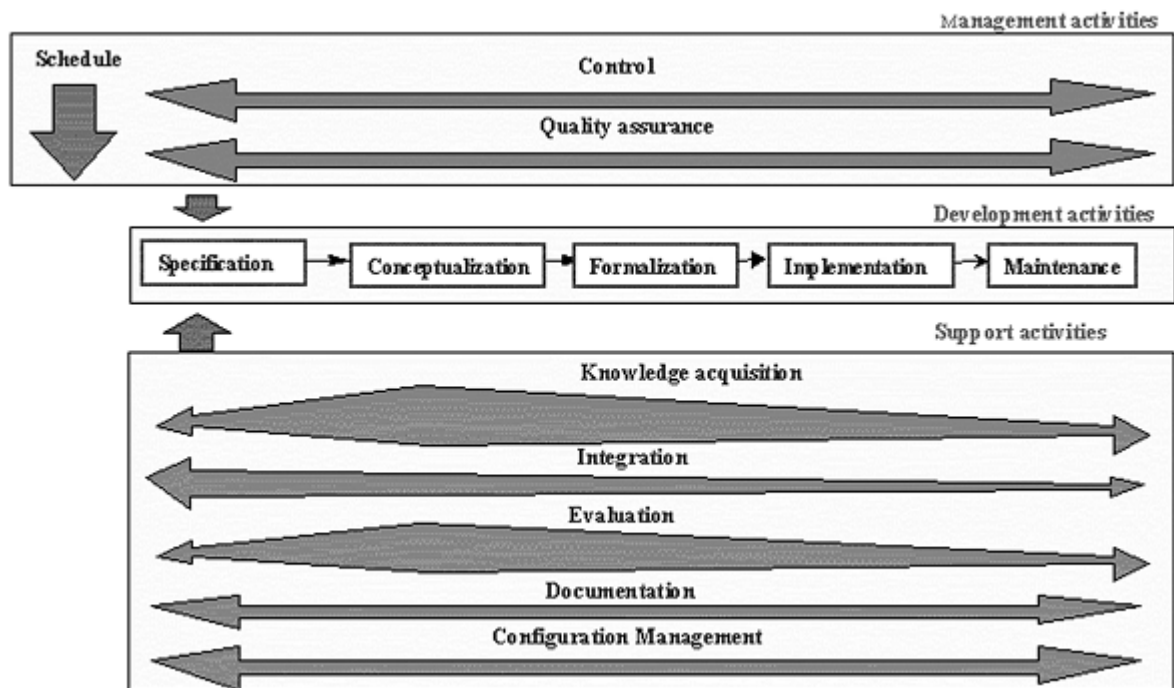 Management activities
Schedule
Control
Quality assurance
Development activities
Specification
Conceptualization
Formalization
Implementation
Maintenance
Support activities
Knowledge acquisition
Integration
Evaluation
Documentation
Configuration Management